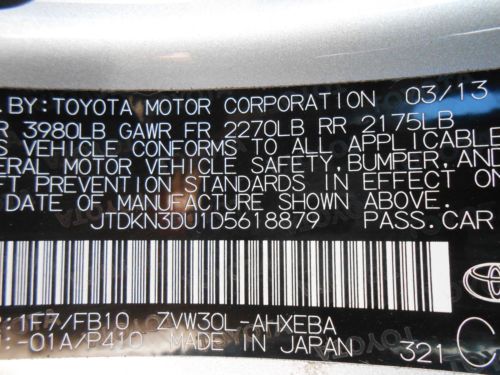 .BY:TOYOTA MOTOR CORPORATION 03/13
R 3980LB GAWR FR 2270LB RR 2175LB
S VEHICLE CONFORMS TO ALL APPLICABLE
ERAL MOTOR VEHICLE SAFETY, BUMPER, AND
FT PREVENTION STANDARDS IN EFFECT ON
DATE OF MANUFACTURE SHOWN ABOVE.
JTDKN3DU1D5618879 PASS.CAR
R:1F7/FB10 ZVW30L-AHXEBA
:-01A/P410 MADE IN JAPAN 321 C